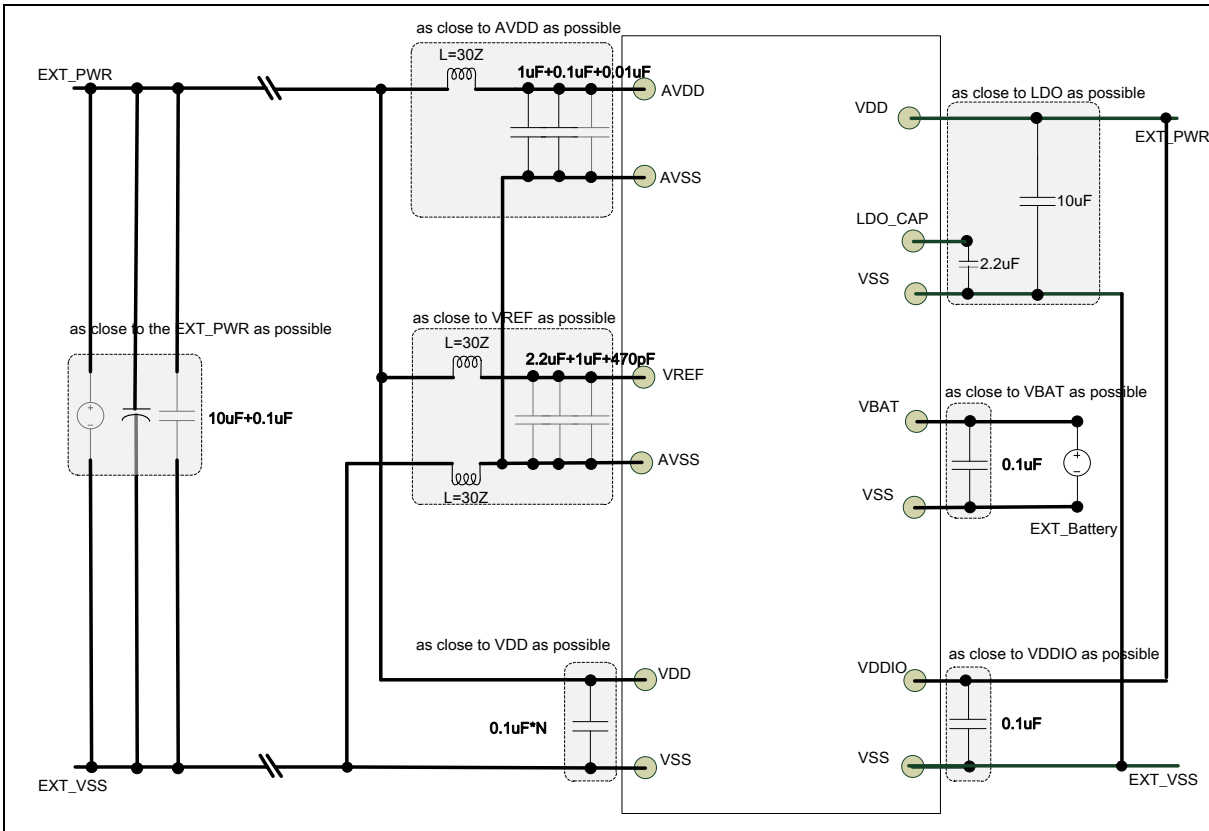 as close to AVDD as possible
L=30Z
EXT_PWR
1uF+0.1uF+0.01uF
AVDD
AVSS
as close to the EXT_PWR as possible
10uF+0.1uF
as close to VREF as possible
L=30Z
2.2uF+1uF+470pF
VREF
AVSS
L=30Z
as close to VDD as possible
VDD
0.1uF*N
VSS
EXT_VSS
as close to LDO as possible
VDD
EXT_PWR
10uF
LDO_CAP
2.2uF
VSS
as close to VBAT as possible
VBAT
0.1uF
VSS
EXT_Battery
as close to VDDIO as possible
VDDIO
0.1uF
VSS
EXT_VSS